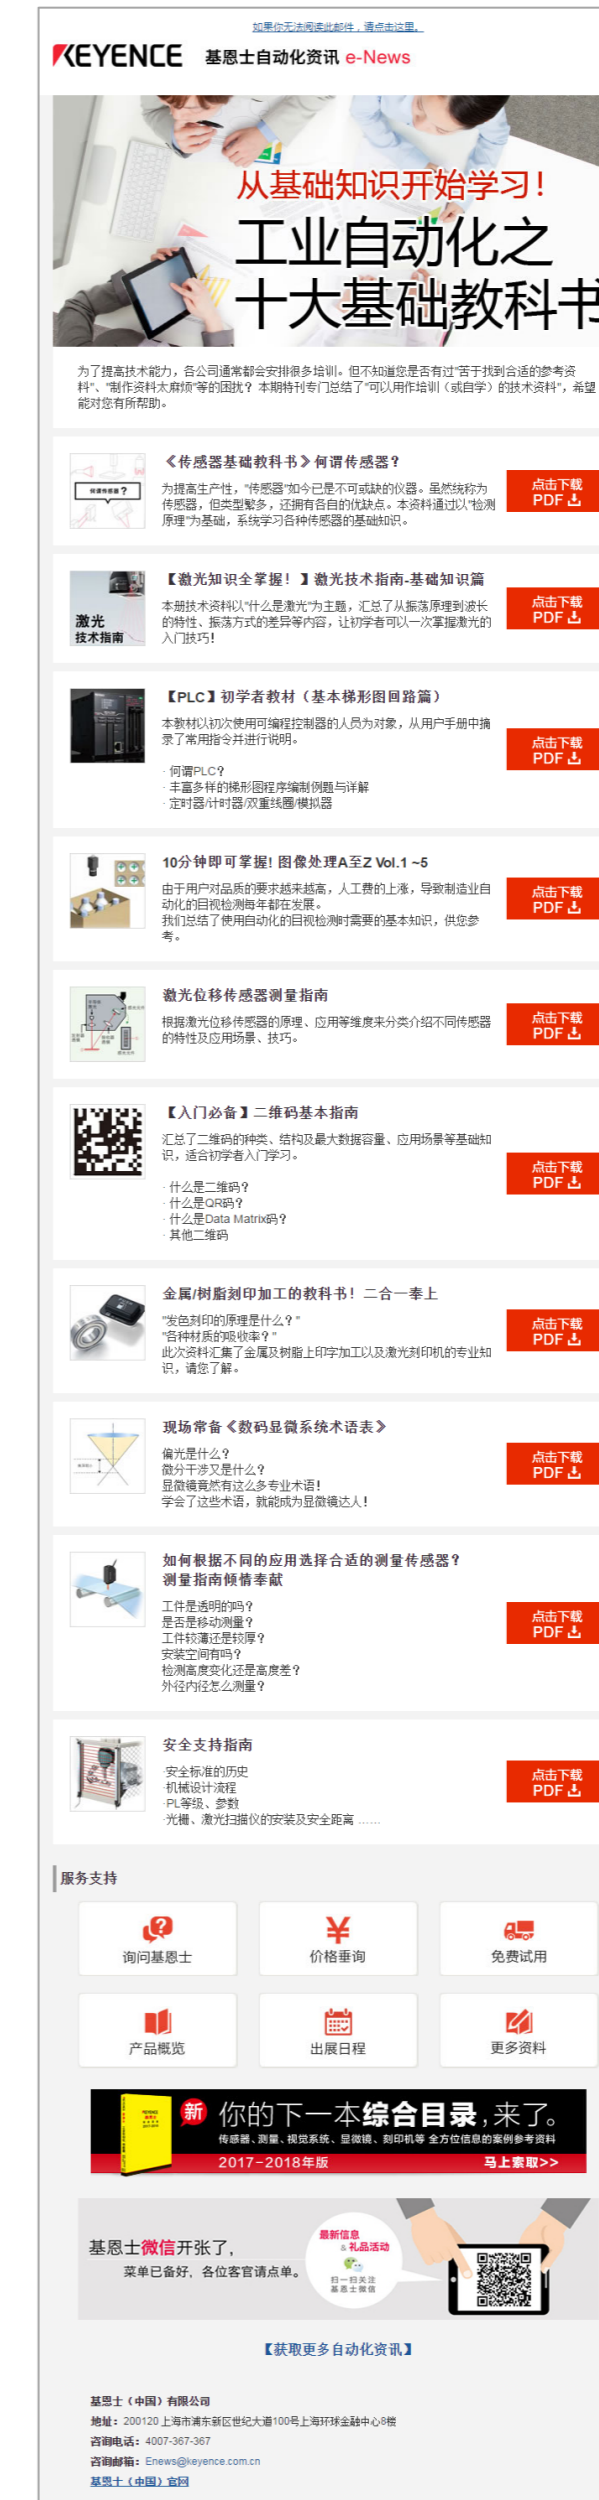 如果你无法阅读此邮件，请点击这里。
KEYENCE 基恩士自动化资讯 e-News
从基础知识开始学习！
工业自动化之
十大基础教科书
为了提高技术能力，各公司通常都会安排很多培训。但不知道您是否有过"苦于找到合适的参考资
料"、"制作资料太麻烦"等的困扰？本期特刊专门总结了"可以用作培训（或自学）的技术资料"，希望
能对您有所帮助。
何谓传感器？
《传感器基础教科书》何谓传感器？
为提高生产性，"传感器"如今已是不可或缺的仪器。虽然统称为
传感器，但类型繁多，还拥有各自的优缺点。本资料通过以"检测
原理"为基础，系统学习各种传感器的基础知识。
点击下载
PDF
激光
技术指南
【激光知识全掌握！】激光技术指南-基础知识篇
本册技术资料以"什么是激光"为主题，汇总了从振荡原理到波长
的特性、振荡方式的差异等内容，让初学者可以一次掌握激光的
入门技巧！
点击下载
PDF
【PLC】初学者教材（基本梯形图回路篇）
本教材以初次使用可编程控制器的人员为对象，从用户手册中摘
录了常用指令并进行说明。
· 何谓PLC？
· 丰富多样的梯形图程序编制例题与详解
· 定时器/计时器/双重线圈/模拟器
点击下载
PDF
10分钟即可掌握! 图像处理A至Z Vol.1 ~5
由于用户对品质的要求越来越高，人工费的上涨，导致制造业自
动化的目视检测每年都在发展。
我们总结了使用自动化的目视检测时需要的基本知识，供您参
考。
点击下载
PDF
激光位移传感器测量指南
根据激光位移传感器的原理、应用等维度来分类介绍不同传感器
的特性及应用场景、技巧。
点击下载
PDF
【入门必备】二维码基本指南
汇总了二维码的种类、结构及最大数据容量、应用场景等基础知
识，适合初学者入门学习。
· 什么是二维码？
· 什么是QR码？
· 什么是Data Matrix码？
· 其他二维码
点击下载
PDF
金属/树脂刻印加工的教科书！二合一奉上
"发色刻印的原理是什么？"
"各种材质的吸收率？"
此次资料汇集了金属及树脂上印字加工以及激光刻印机的专业知
识，请您了解。
点击下载
PDF
现场常备《数码显微系统术语表》
偏光是什么？
微分干涉又是什么？
显微镜竟然有这么多专业术语！
学会了这些术语，就能成为显微镜达人！
点击下载
PDF
如何根据不同的应用选择合适的测量传感器？
测量指南倾情奉献
工件是透明的吗？
是否是移动测量？
工件较薄还是较厚？
安装空间有吗？
检测高度变化还是高度差？
外径内径怎么测量？
点击下载
PDF
安全支持指南
·安全标准的历史
·机械设计流程
·PL等级、参数
·光栅、激光扫描仪的安装及安全距离 ......
点击下载
PDF
服务支持
询问基恩士
价格垂询
免费试用
产品概览
出展日程
更多资料
新 你的下一本综合目录,来了。
传感器、测量、视觉系统、显微镜、刻印机等 全方位信息的案例参考资料
2017-2018年版 马上索取>>
基恩士微信开张了，
菜单已备好，各位客官请点单。
最新信息
& 礼品活动
扫一扫关注
基恩士微信
【获取更多自动化资讯】
基恩士（中国）有限公司
地址：200120 上海市浦东新区世纪大道100号上海环球金融中心8楼
咨询电话：4007-367-367
咨询邮箱：Enews@keyence.com.cn
基恩士（中国）官网